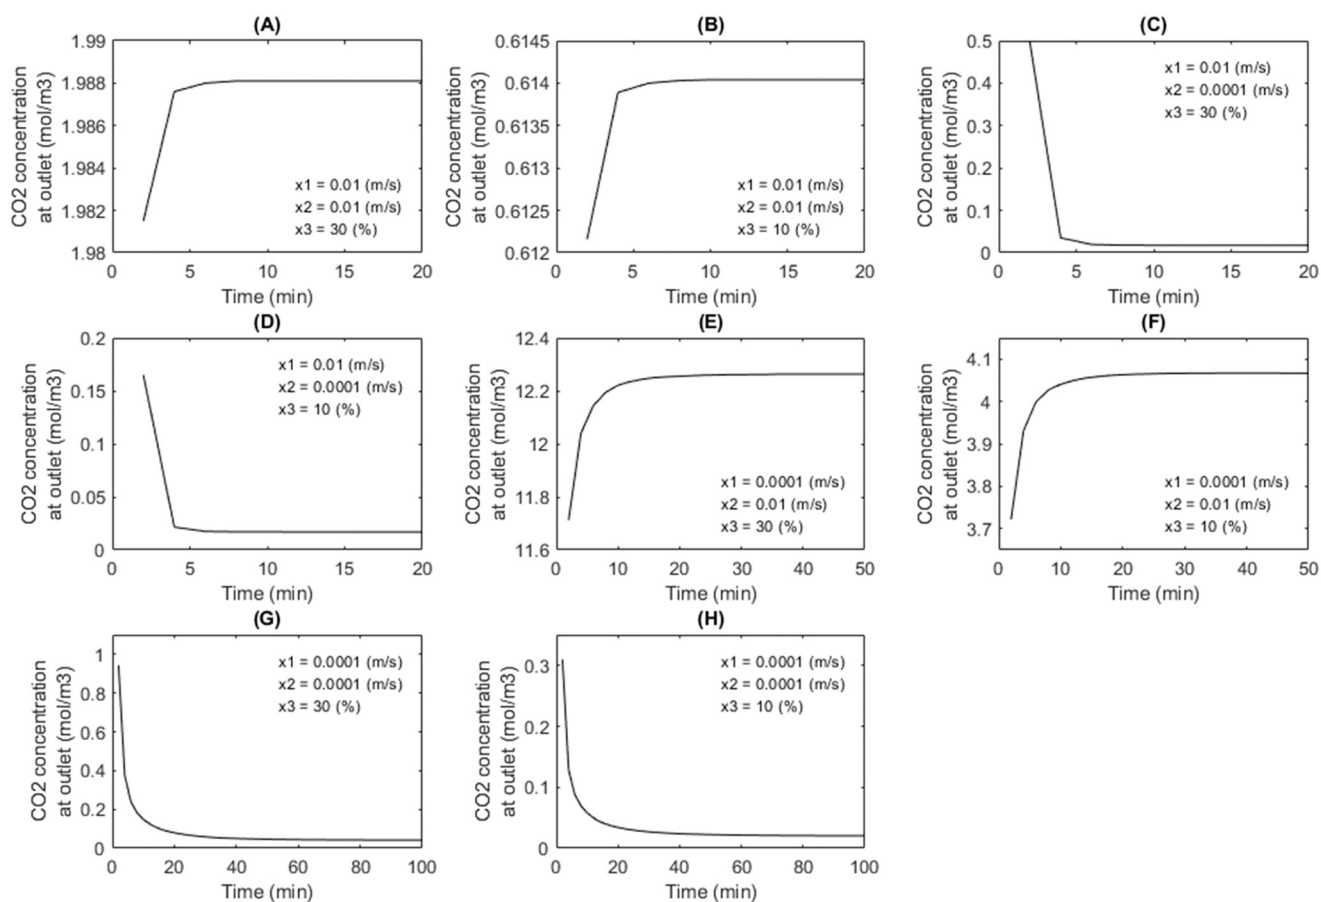 (A)
1.99
1.988
1.986
1.984
1.982
1.98
CO2 concentration
at outlet (mol/m3)
x1 = 0.01 (m/s)
x2 = 0.01 (m/s)
x3 = 30 (%)
0 5 10 15 20
Time (min)
(B)
0.6145
0.614
0.6135
0.613
0.6125
0.612
CO2 concentration
at outlet (mol/m3)
x1 = 0.01 (m/s)
x2 = 0.01 (m/s)
x3 = 10 (%)
0 5 10 15 20
Time (min)
(C)
0.5
0.4
0.3
0.2
0.1
0
CO2 concentration
at outlet (mol/m3)
x1 = 0.01 (m/s)
x2 = 0.0001 (m/s)
x3 = 30 (%)
0 5 10 15 20
Time (min)
(D)
0.2
0.15
0.1
0.05
0
CO2 concentration
at outlet (mol/m3)
x1 = 0.01 (m/s)
x2 = 0.0001 (m/s)
x3 = 10 (%)
0 5 10 15 20
Time (min)
(E)
12.4
12.2
12
11.8
11.6
CO2 concentration
at outlet (mol/m3)
x1 = 0.0001 (m/s)
x2 = 0.01 (m/s)
x3 = 30 (%)
0 10 20 30 40 50
Time (min)
(F)
4.1
4
3.9
3.8
3.7
CO2 concentration
at outlet (mol/m3)
x1 = 0.0001 (m/s)
x2 = 0.01 (m/s)
x3 = 10 (%)
0 10 20 30 40 50
Time (min)
(G)
1
0.8
0.6
0.4
0.2
0
CO2 concentration
at outlet (mol/m3)
x1 = 0.0001 (m/s)
x2 = 0.0001 (m/s)
x3 = 30 (%)
0 20 40 60 80 100
Time (min)
(H)
0.3
0.2
0.1
0
CO2 concentration
at outlet (mol/m3)
x1 = 0.0001 (m/s)
x2 = 0.0001 (m/s)
x3 = 10 (%)
0 20 40 60 80 100
Time (min)